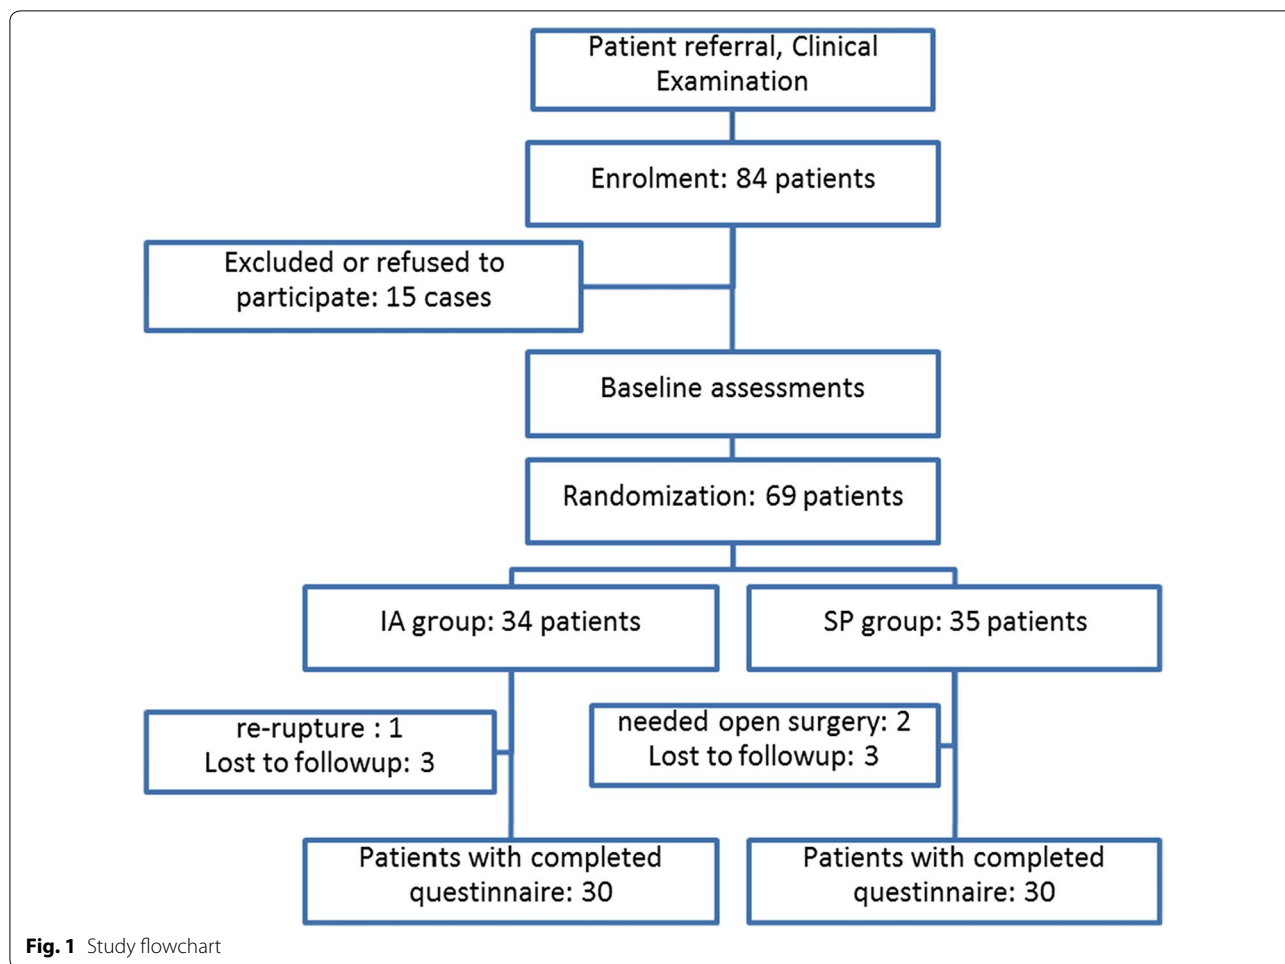 Patient referral, Clinical
Examination
Enrolment: 84 patients
Excluded or refused to
participate: 15 cases
Baseline assessments
Randomization: 69 patients
IA group: 34 patients
SP group: 35 patients
re-rupture : 1
Lost to followup: 3
needed open surgery: 2
Lost to followup: 3
Patients with completed
questinnaire: 30
Patients with completed
questinnaire: 30
Fig. 1 Study flowchart